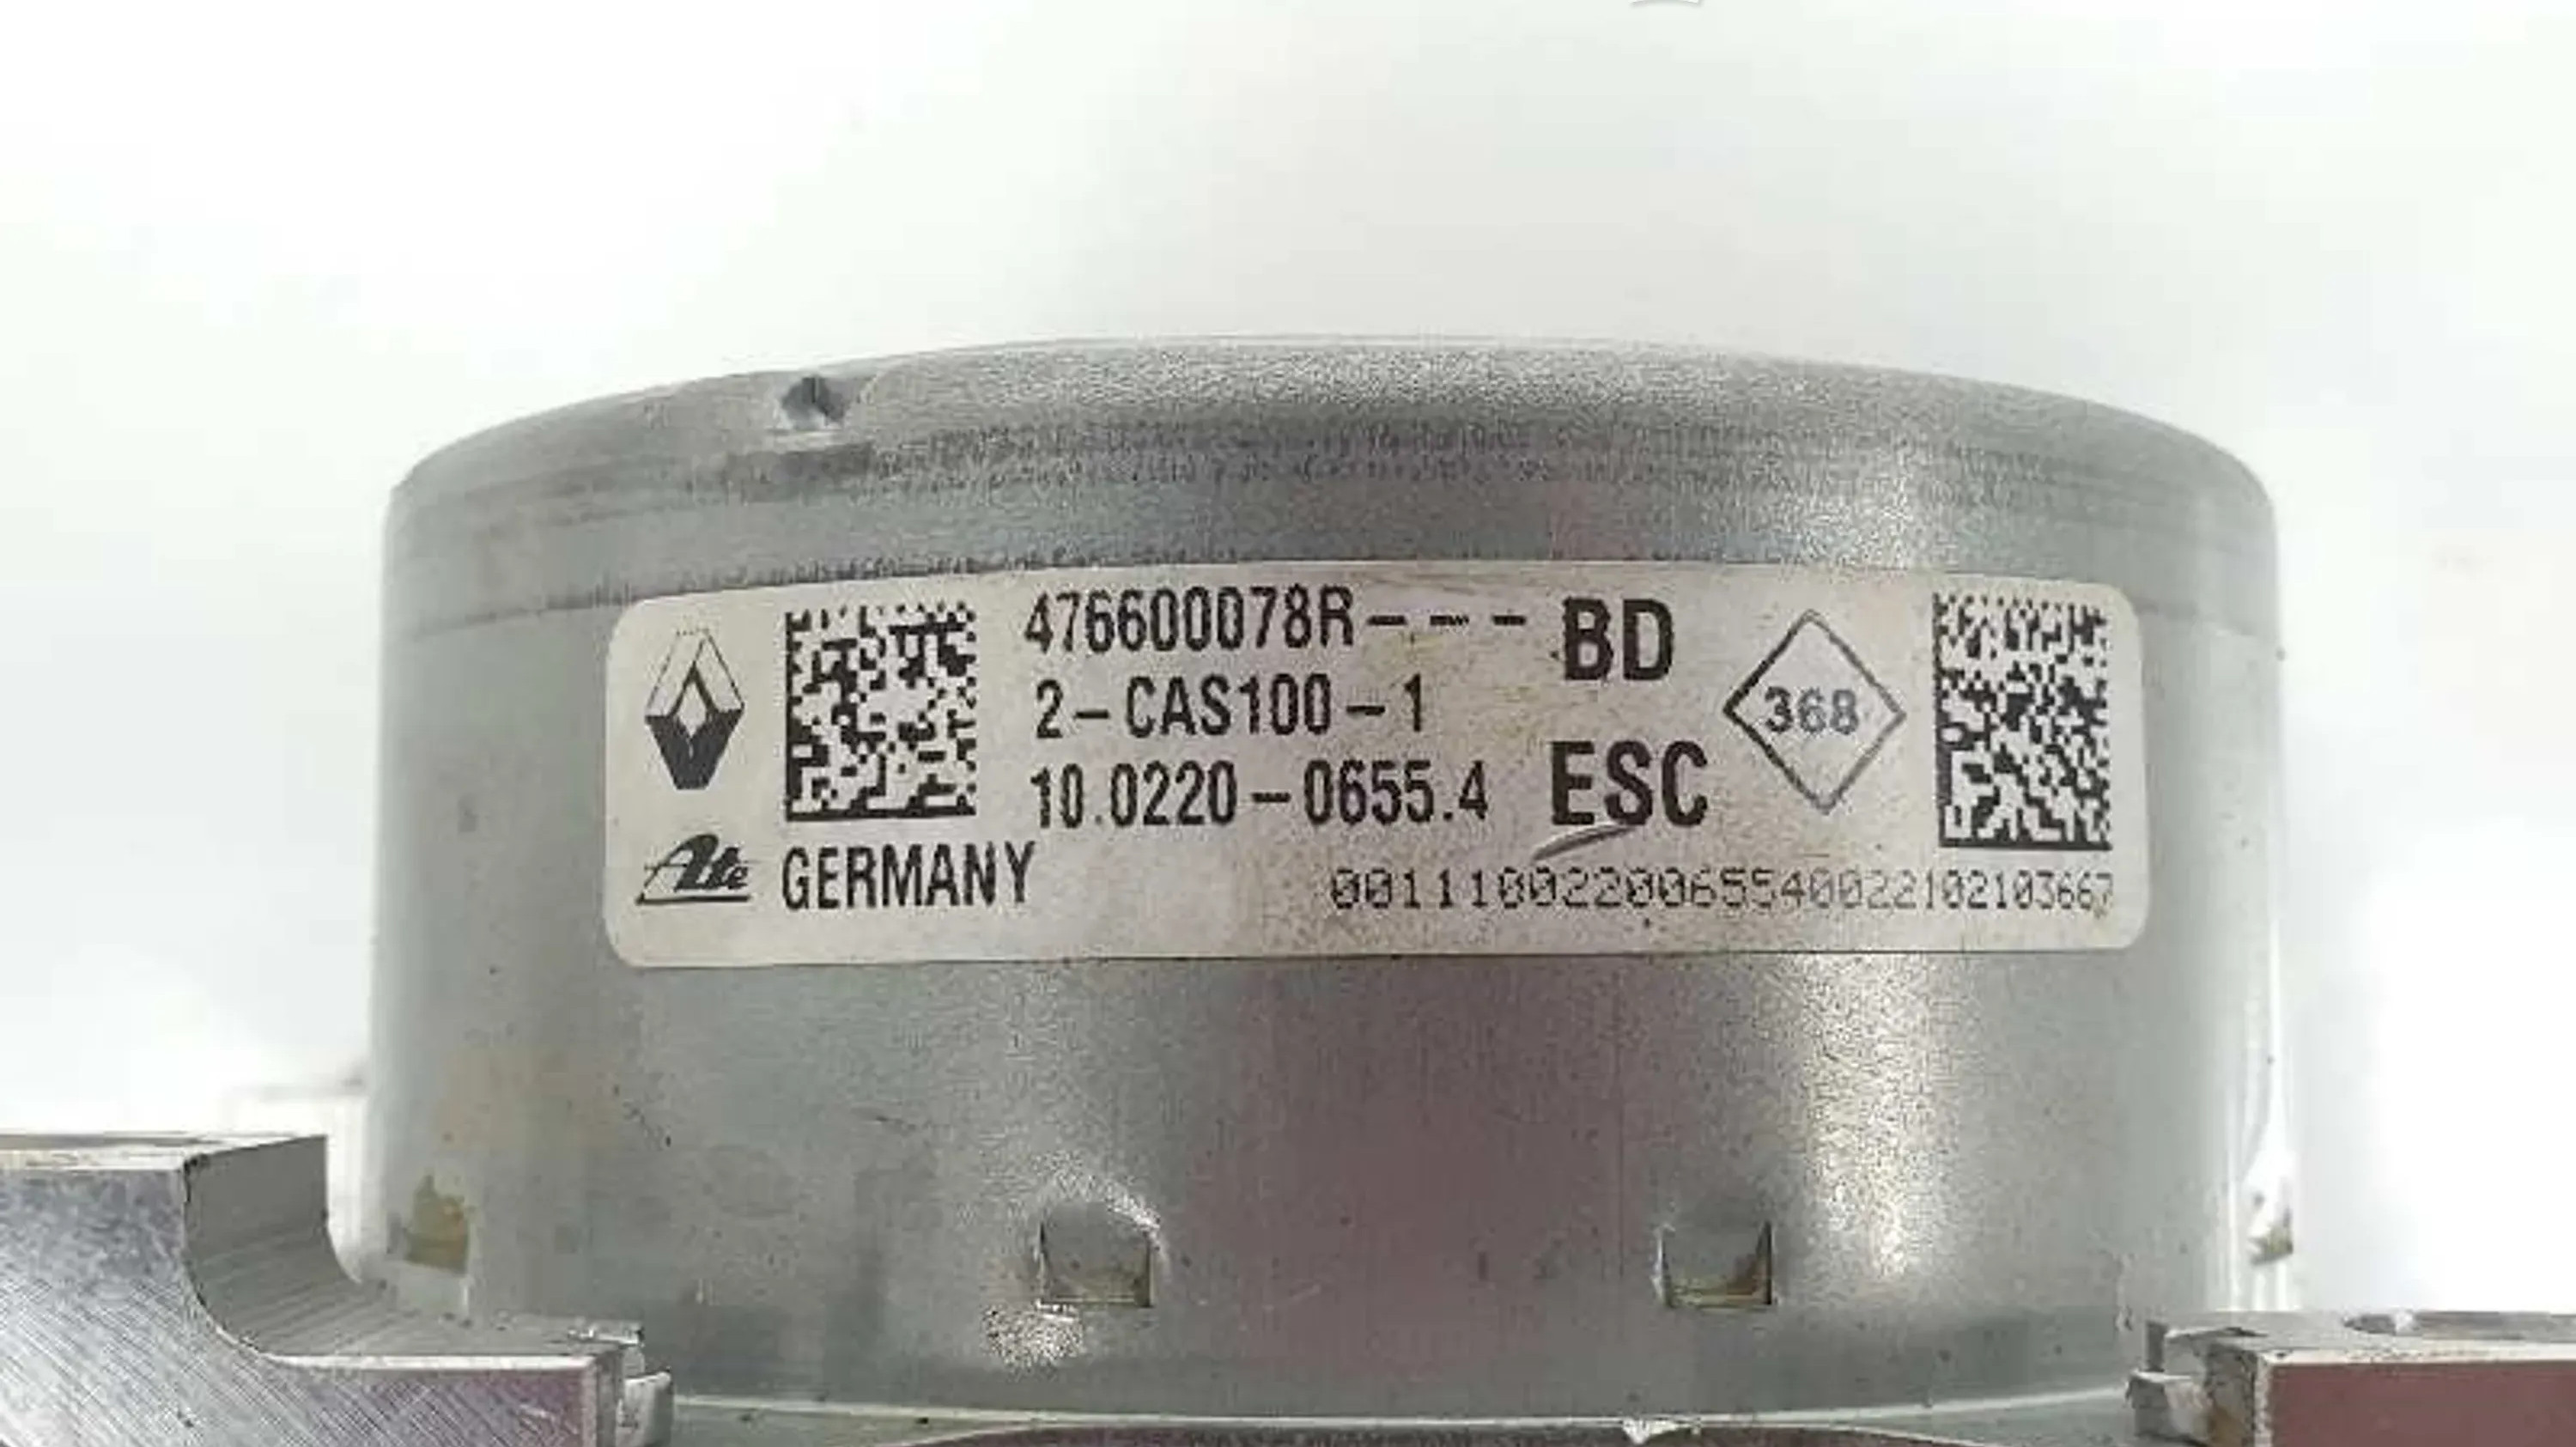 476600078R--- BD
2-CAS100-1
368
10.0220-0655.4 ESC
Ate GERMANY
00111002200655400221021036​67